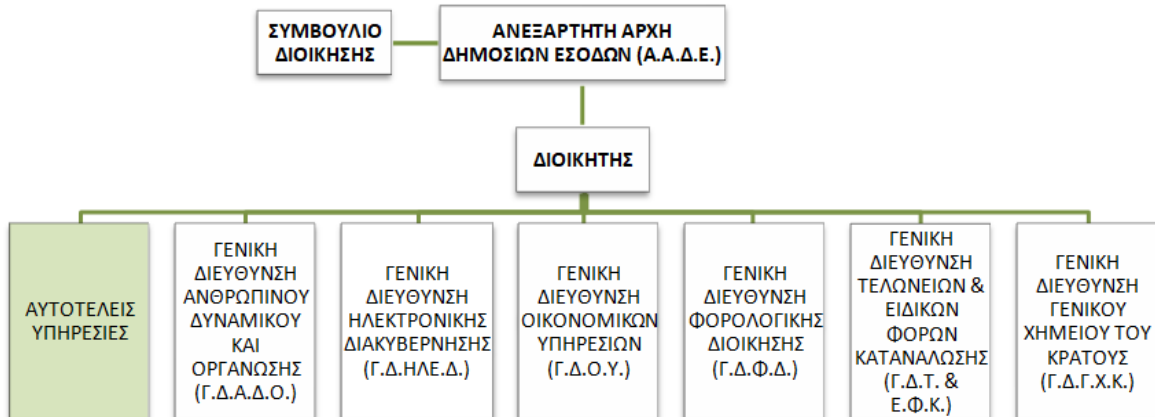 ΣΥΜΒΟΥΛΙΟ
ΔΙΟΙΚΗΣΗΣ
ΑΝΕΞΑΡΤΗΤΗ ΑΡΧΗ
ΔΗΜΟΣΙΩΝ ΕΣΟΔΩΝ (Α.Α.Δ.Ε.)
ΔΙΟΙΚΗΤΗΣ
ΑΥΤΟΤΕΛΕΙΣ
ΥΠΗΡΕΣΙΕΣ
ΓΕΝΙΚΗ
ΔΙΕΥΘΥΝΣΗ
ΑΝΘΡΩΠΙΝΟΥ
ΔΥΝΑΜΙΚΟΥ
ΚΑΙ
ΟΡΓΑΝΩΣΗΣ
(Γ.Δ.Α.Δ.Ο.)
ΓΕΝΙΚΗ
ΔΙΕΥΘΥΝΣΗ
ΗΛΕΚΤΡΟΝΙΚΗΣ
ΔΙΑΚΥΒΕΡΝΗΣΗΣ
(Γ.Δ.ΗΛΕ.Δ.)
ΓΕΝΙΚΗ
ΔΙΕΥΘΥΝΣΗ
ΟΙΚΟΝΟΜΙΚΩΝ
ΥΠΗΡΕΣΙΩΝ
(Γ.Δ.Ο.Υ.)
ΓΕΝΙΚΗ
ΔΙΕΥΘΥΝΣΗ
ΦΟΡΟΛΟΓΙΚΗΣ
ΔΙΟΙΚΗΣΗΣ
(Γ.Δ.Φ.Δ.)
ΓΕΝΙΚΗ
ΔΙΕΥΘΥΝΣΗ
ΤΕΛΩΝΕΙΩΝ &
ΕΙΔΙΚΩΝ
ΦΟΡΩΝ
ΚΑΤΑΝΑΛΩΣΗΣ
(Γ.Δ.Τ. &
Ε.Φ.Κ.)
ΓΕΝΙΚΗ
ΔΙΕΥΘΥΝΣΗ
ΓΕΝΙΚΟΥ
ΧΗΜΕΙΟΥ ΤΟΥ
ΚΡΑΤΟΥΣ
(Γ.Δ.Γ.Χ.Κ.)